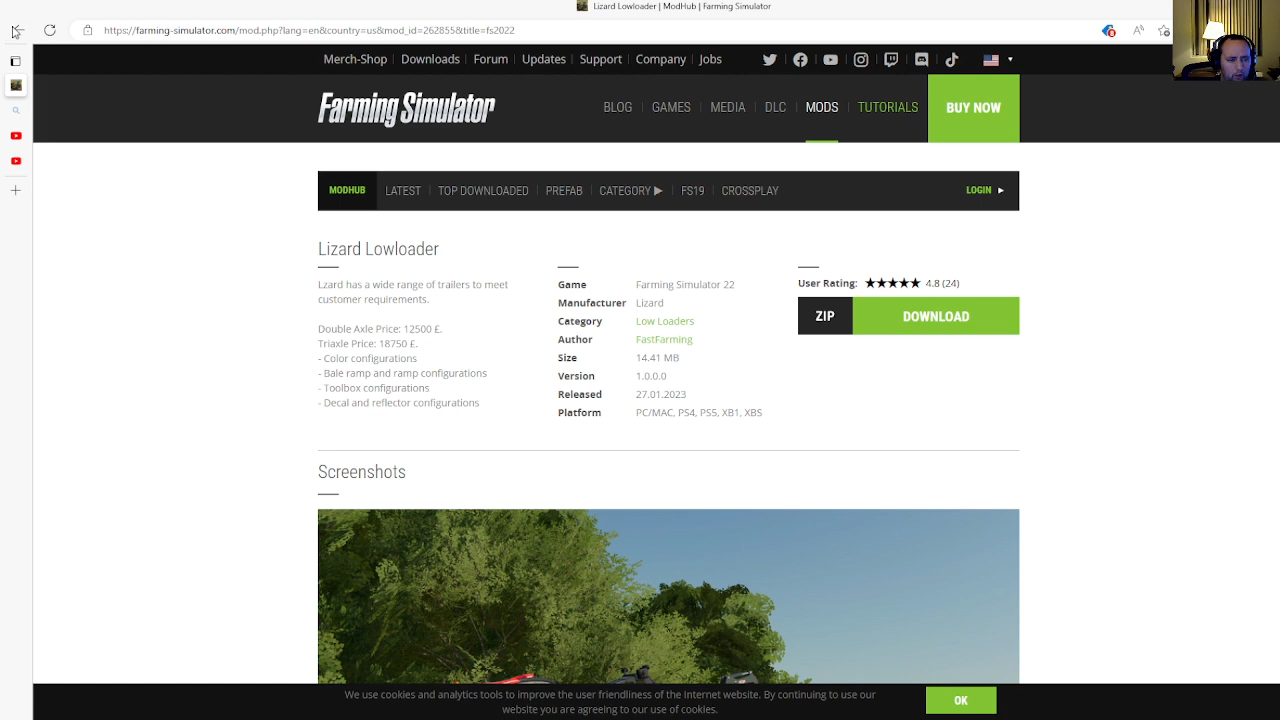 Lizard Lowloader | ModHub | Farming Simulator
https://farming-simulator.com/mod.php?lang=en&country=us&mod_id=262855&title=fs2022
Merch-Shop Downloads Forum Updates Support Company Jobs
Farming Simulator
BLOG GAMES MEDIA DLC MODS TUTORIALS BUY NOW
MODHUB LATEST TOP DOWNLOADED PREFAB CATEGORY ▶ FS19 CROSSPLAY LOGIN ▶
Lizard Lowloader
Lzard has a wide range of trailers to meet
customer requirements.
Double Axle Price: 12500 £.
Triaxle Price: 18750 £.
- Color configurations
- Bale ramp and ramp configurations
- Toolbox configurations
- Decal and reflector configurations
Game Farming Simulator 22
Manufacturer Lizard
Category Low Loaders
Author FastFarming
Size 14.41 MB
Version 1.0.0.0
Released 27.01.2023
Platform PC/MAC, PS4, PS5, XB1, XBS
User Rating: ★★★★★ 4.8 (24)
ZIP DOWNLOAD
Screenshots
We use cookies and analytics tools to improve the user friendliness of the Internet website. By continuing to use our
website you are agreeing to our use of cookies.
OK